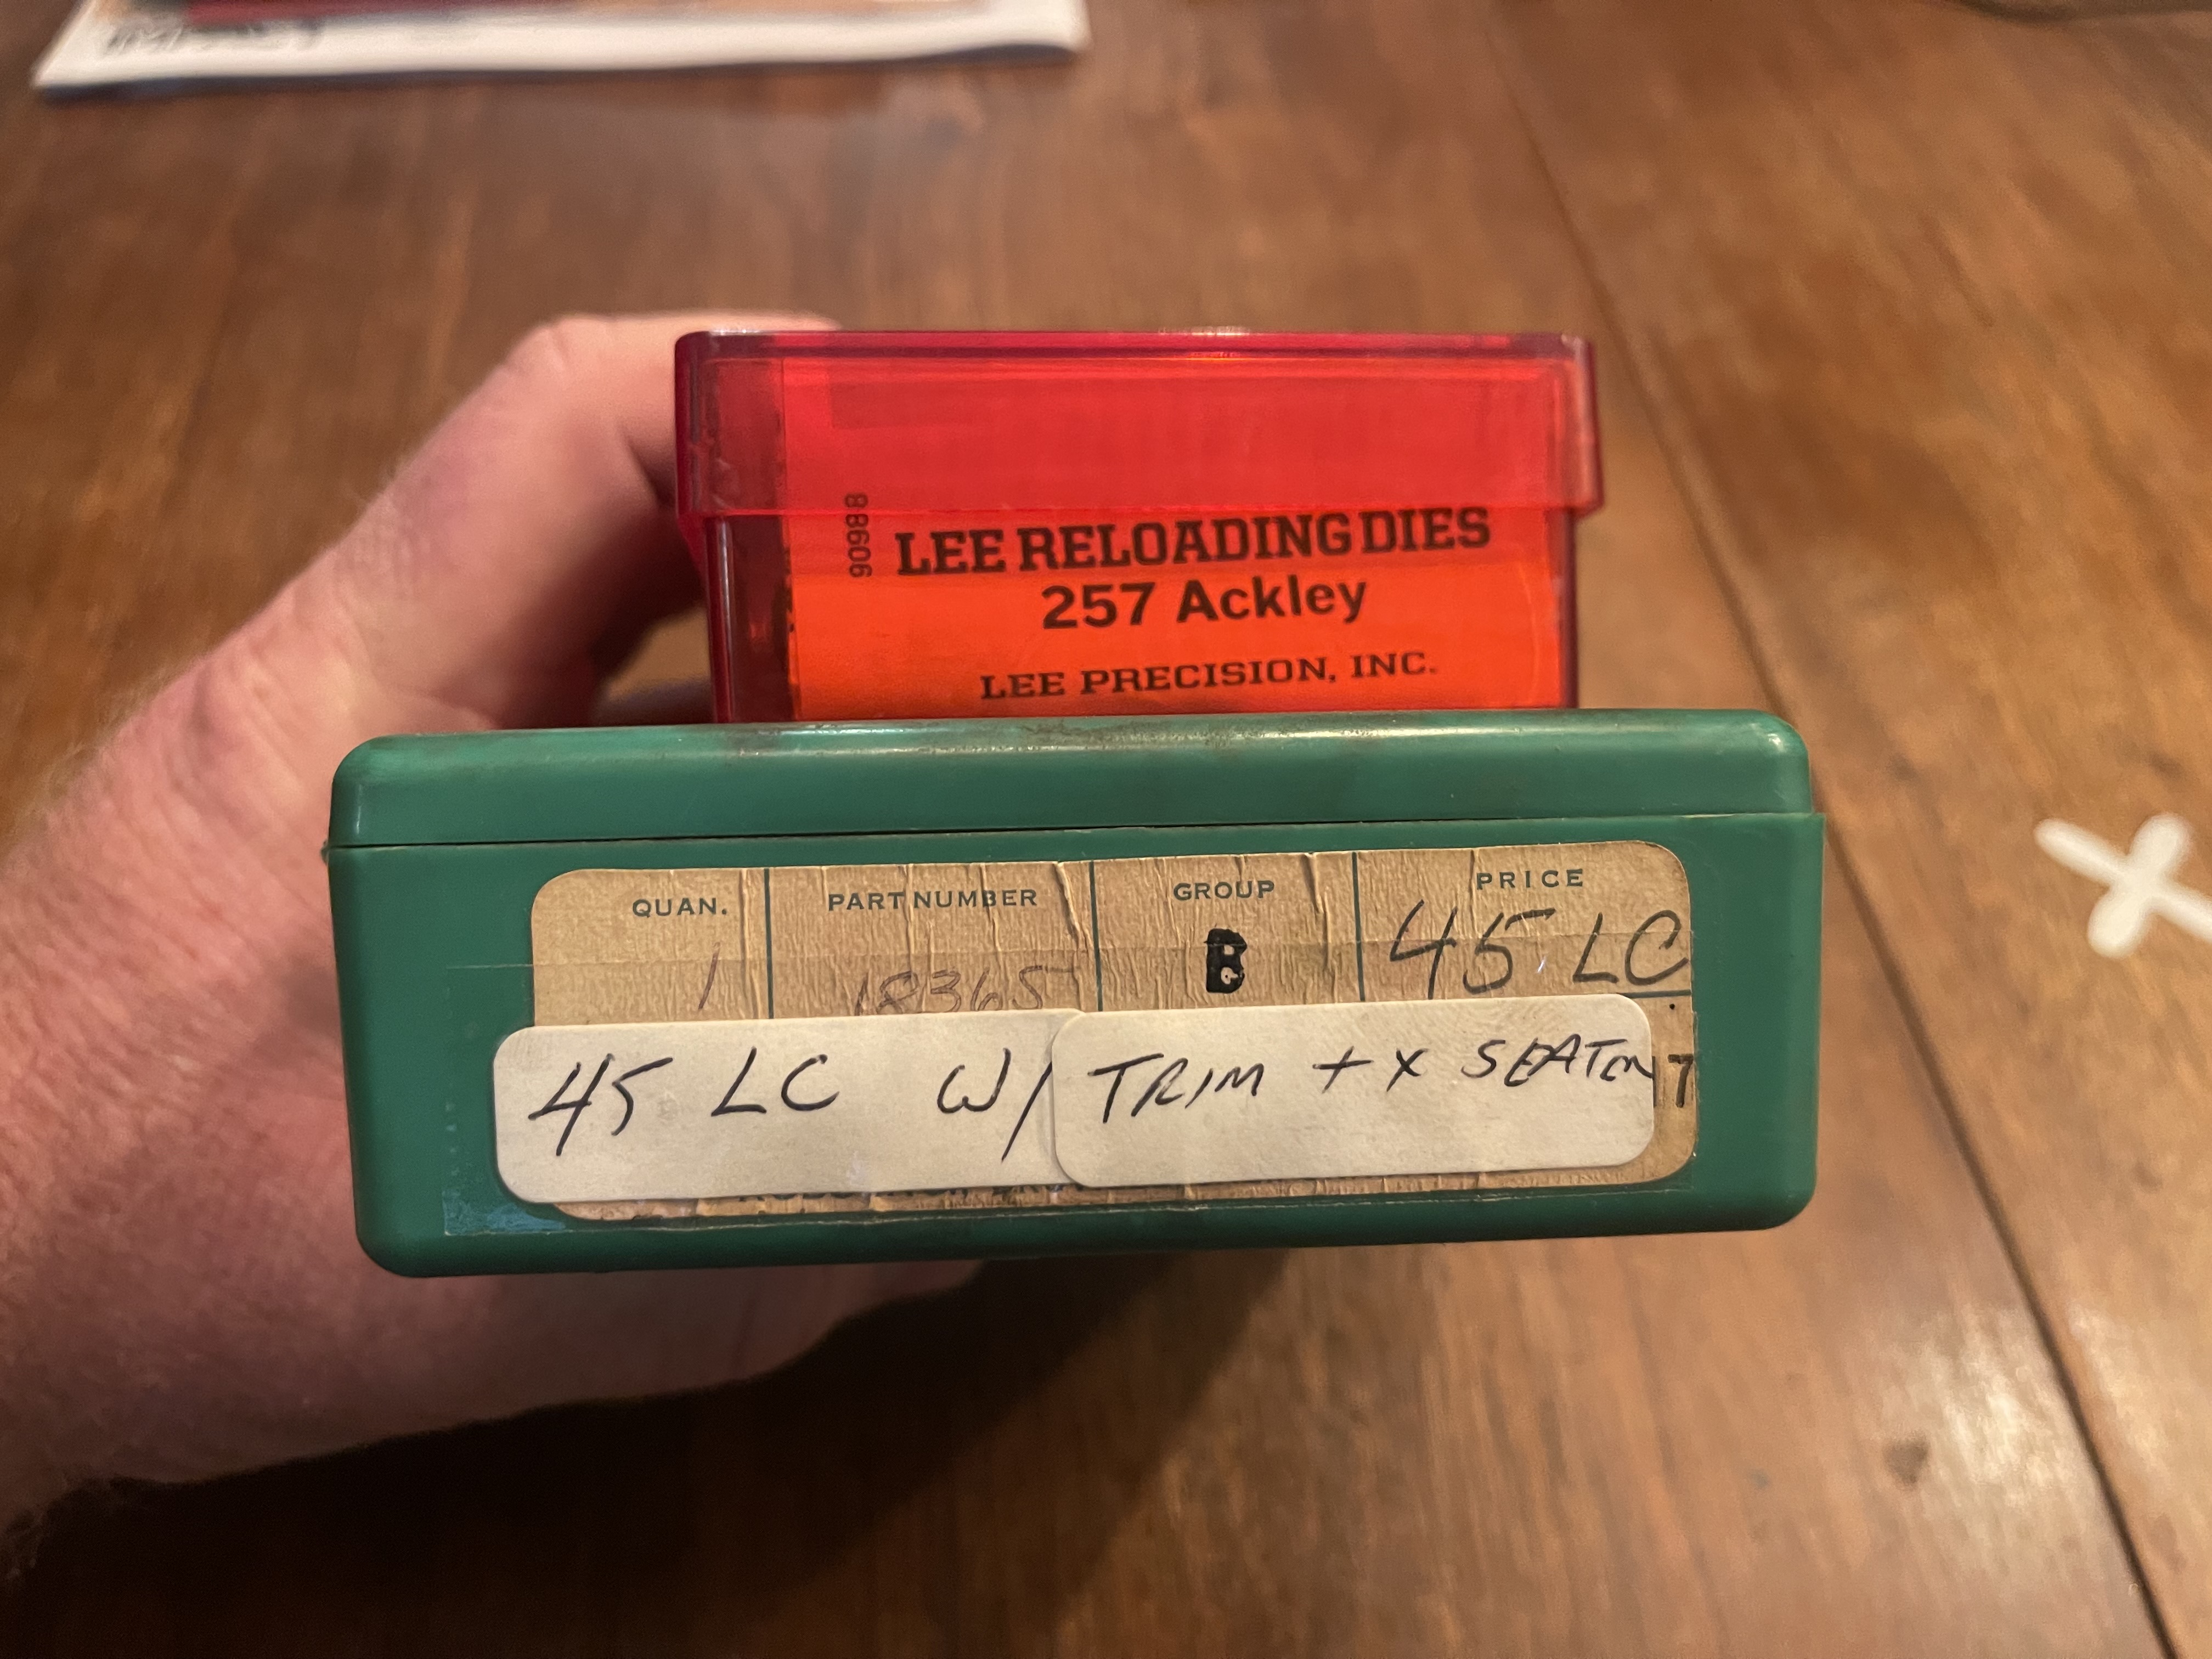 90988
LEE RELOADING DIES
257 Ackley
LEE PRECISION, INC.
QUAN. PART NUMBER GROUP PRICE
1 18365 B 45 LC
45 LC W/ TRIM + X SEATER 17